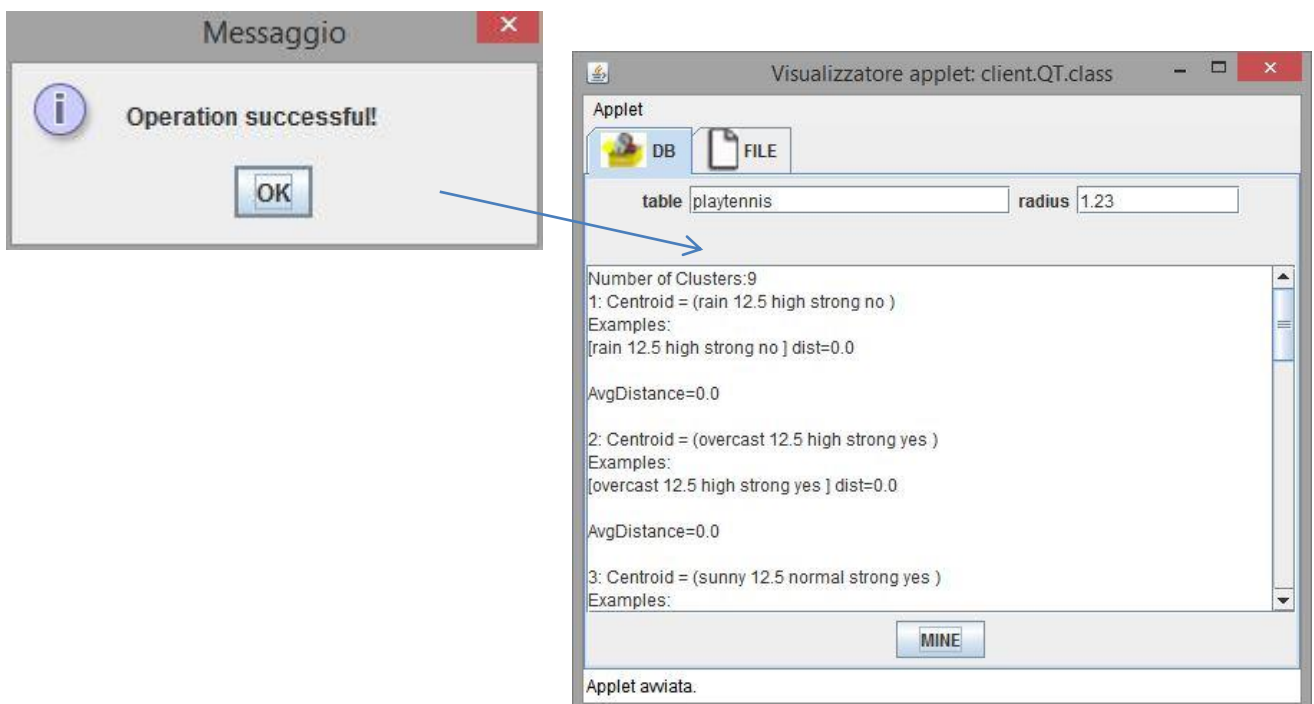 Messaggio
Operation successful!
OK
Visualizzatore applet: client.QT.class
Applet
DB
FILE
table playtennis radius 1.23
Number of Clusters:9
1: Centroid = (rain 12.5 high strong no )
Examples:
[rain 12.5 high strong no ] dist=0.0
AvgDistance=0.0
2: Centroid = (overcast 12.5 high strong yes )
Examples:
[overcast 12.5 high strong yes ] dist=0.0
AvgDistance=0.0
3: Centroid = (sunny 12.5 normal strong yes )
Examples:
MINE
Applet avviata.